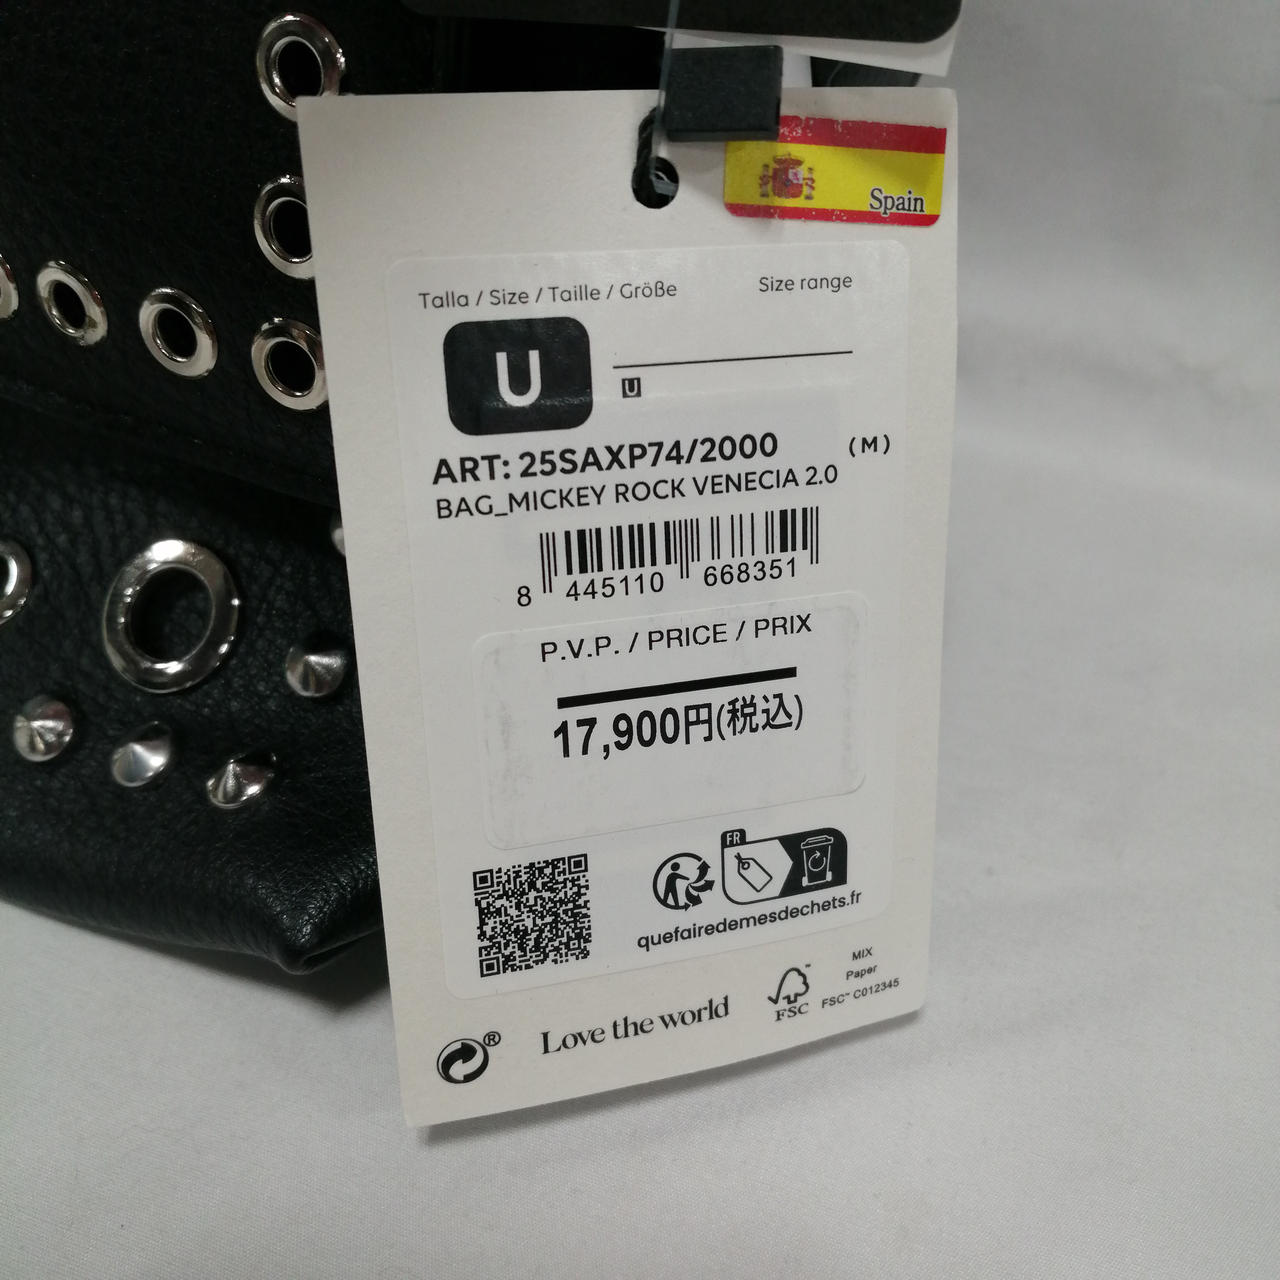 Spain
Talla / Size / Taille / Größe
Size range
U
U
ART: 25SAXP74/2000
(M)
BAG_MICKEY ROCK VENECIA 2.0
8 445110 668351
P.V.P. / PRICE / PRIX
17,900円(税込)
FR
quefairedemesdechets.fr
Love the world
FSC
MIX
Paper
FSC™ C012345